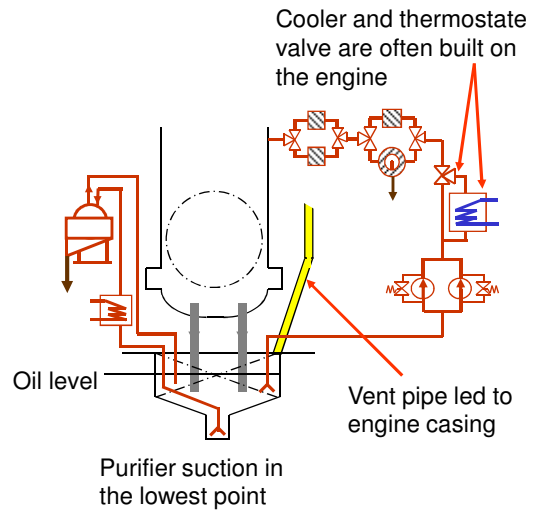 Cooler and thermostate
valve are often built on
the engine
Oil level
Vent pipe led to
engine casing
Purifier suction in
the lowest point